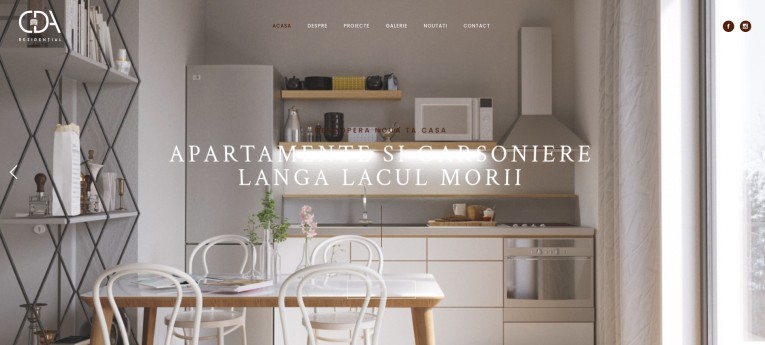 CDA
REZIDENTIAL
ACASA DESPRE PROIECTE GALERIE NOUTATI CONTACT
DESCOPERA NOUA TA CASA
APARTAMENTE SI GARSONIERE
LANGA LACUL MORII